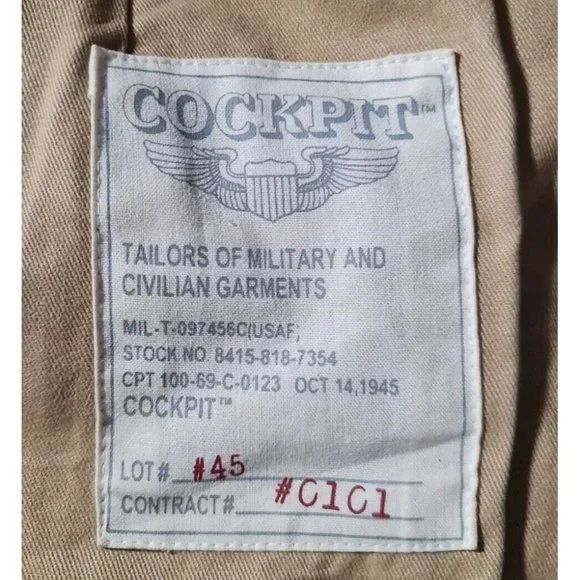 COCKPIT™
TAILORS OF MILITARY AND
CIVILIAN GARMENTS
MIL-T-097456C(USAF)
STOCK NO. 8415-818-7354
CPT 100-69-C-0123 OCT 14,1945
COCKPIT™
LOT# #45
CONTRACT# #C1C1